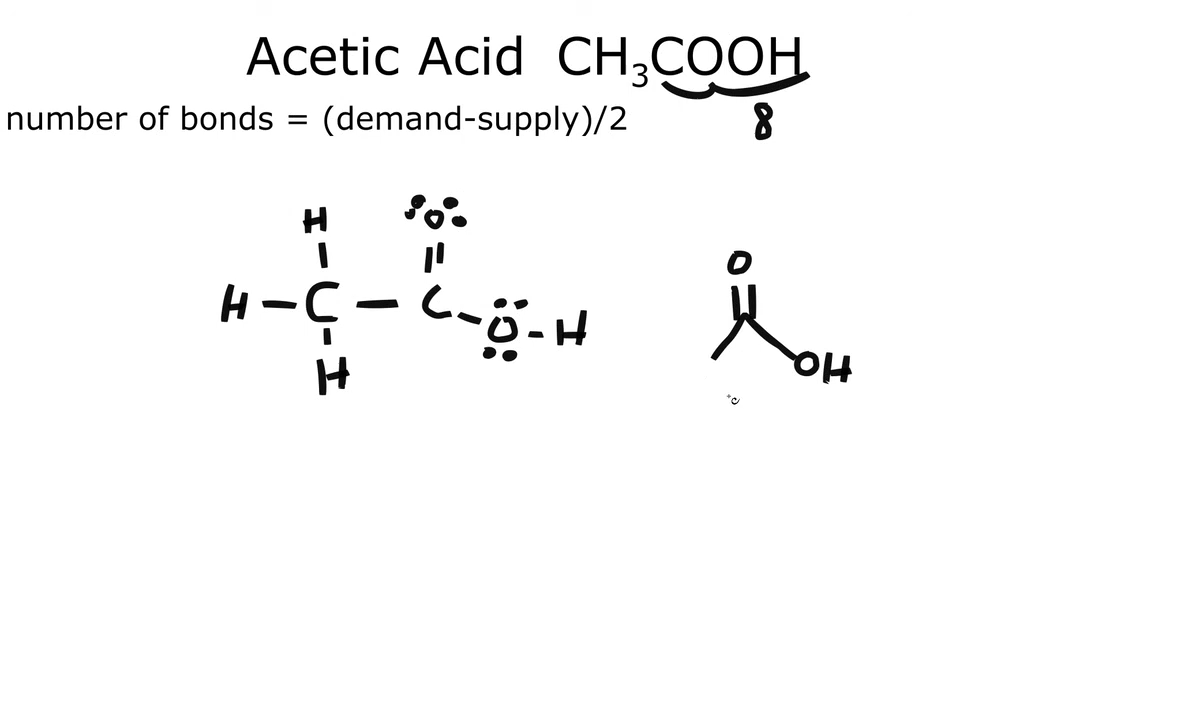 Acetic Acid CH₃COOH
number of bonds = (demand-supply)/2
8
H O
H-C-C-O-H
H
O
OH